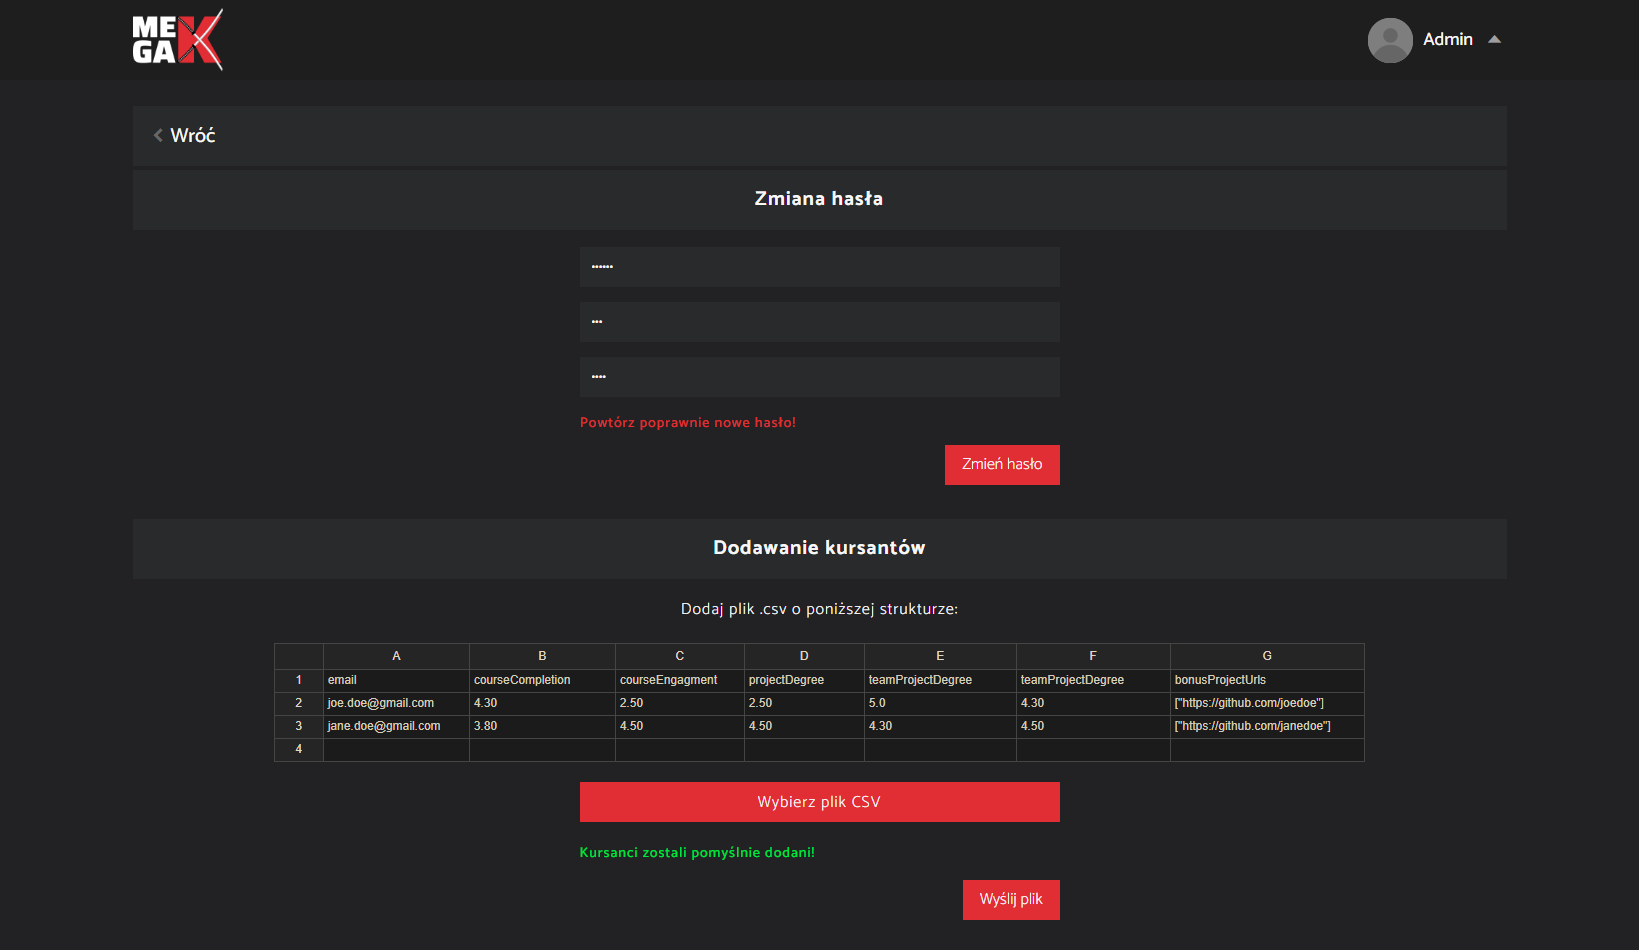 MEGAK
Admin
Wróć
Zmiana hasła
••••••
•••
••••
Powtórz poprawnie nowe hasło!
Zmień hasło
Dodawanie kursantów
Dodaj plik .csv o poniższej strukturze:
A B C D E F G
1 email courseCompletion courseEngagment projectDegree teamProjectDegree teamProjectDegree bonusProjectUrls
2 joe.doe@gmail.com 4.30 2.50 2.50 5.0 4.30 ["https://github.com/joedoe"]
3 jane.doe@gmail.com 3.80 4.50 4.50 4.30 4.50 ["https://github.com/janedoe"]
4
Wybierz plik CSV
Kursanci zostali pomyślnie dodani!
Wyślij plik